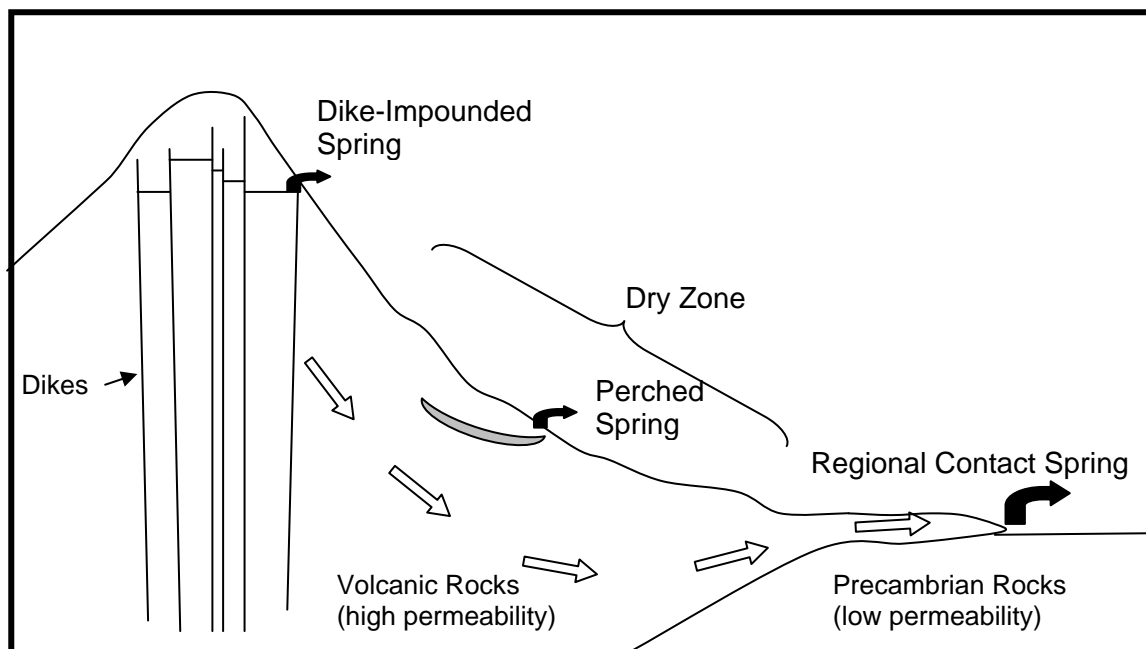 Dike-Impounded
Spring
Dry Zone
Dikes
Perched
Spring
Regional Contact Spring
Volcanic Rocks
(high permeability)
Precambrian Rocks
(low permeability)